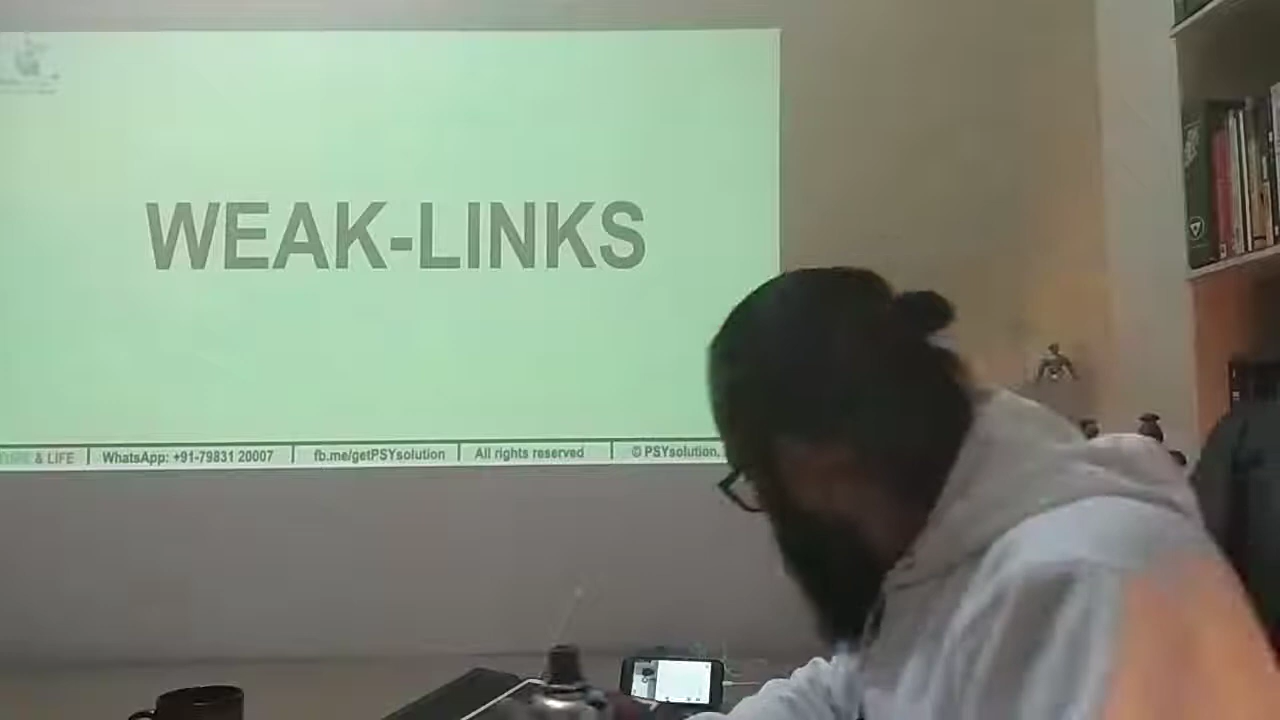 WEAK-LINKS
& LIFE
WhatsApp: +91-79831 20007
fb.me/getPSYsolution
All rights reserved
© PSYsolution,